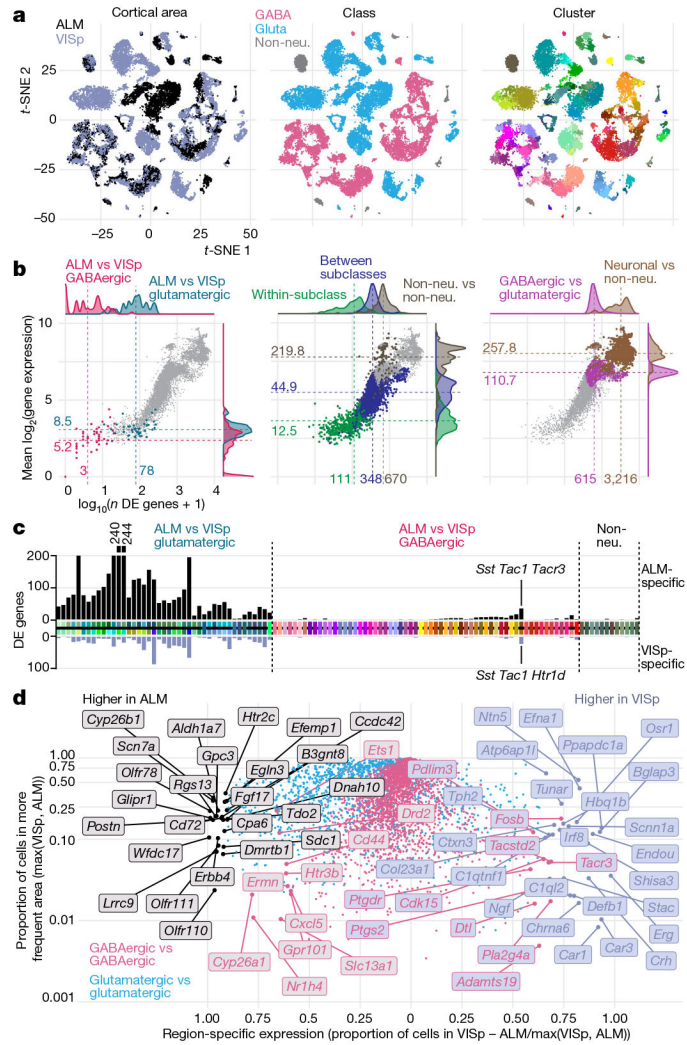 a
Cortical area
Class
Cluster
ALM
VISp
GABA
Gluta
Non-neu.
t-SNE 2
25
0
−25
−50
−25
0
25
50
t-SNE 1
b
ALM vs VISp
GABAergic
ALM vs VISp
glutamatergic
Between
subclasses
Within-subclass
Non-neu. vs
non-neu.
GABAergic vs
glutamatergic
Neuronal vs
non-neu.
Mean log2(gene expression)
10
5
0
8.5
5.2
3
78
0
1
2
3
4
log10(n DE genes + 1)
219.8
44.9
12.5
111
348
670
257.8
110.7
615
3,216
c
240
244
ALM vs VISp
glutamatergic
ALM vs VISp
GABAergic
Non-
neu.
DE genes
200
100
0
0
100
Sst Tac1 Tacr3
Sst Tac1 Htr1d
ALM-
specific
VISp-
specific
d
Higher in ALM
Higher in VISp
Cyp26b1
Aldh1a7
Htr2c
Efemp1
Ccdc42
Scn7a
Gpc3
Egln3
B3gnt8
Olfr78
Rgs13
Fgf17
Dnah10
Glipr1
Tdo2
Postn
Cd72
Cpa6
Wfdc17
Dmrtb1
Sdc1
Erbb4
Lrrc9
Olfr111
Olfr110
Ets1
Pdlim3
Tph2
Drd2
Cd44
Htr3b
Ermn
Cxcl5
Gpr101
Slc13a1
Cyp26a1
Nr1h4
Ntn5
Efna1
Osr1
Atp6ap1l
Ppapdc1a
Bglap3
Tunar
Hbq1b
Fosb
Scnn1a
Ctxn3
Tacstd2
Irf8
Endou
Col23a1
Tacr3
Shisa3
C1qtnf1
C1ql2
Ptgdr
Cdk15
Stac
Ngf
Defb1
Ptgs2
Dtl
Chrna6
Erg
Pla2g4a
Car1
Car3
Crh
Adamts19
GABAergic vs
GABAergic
Glutamatergic vs
glutamatergic
Proportion of cells in more
frequent area (max(VISp, ALM))
1.00
0.75
0.50
0.25
0.10
0.01
0.001
1.00
0.75
0.50
0.25
0
0.25
0.50
0.75
1.00
Region-specific expression (proportion of cells in VISp − ALM/max(VISp, ALM))